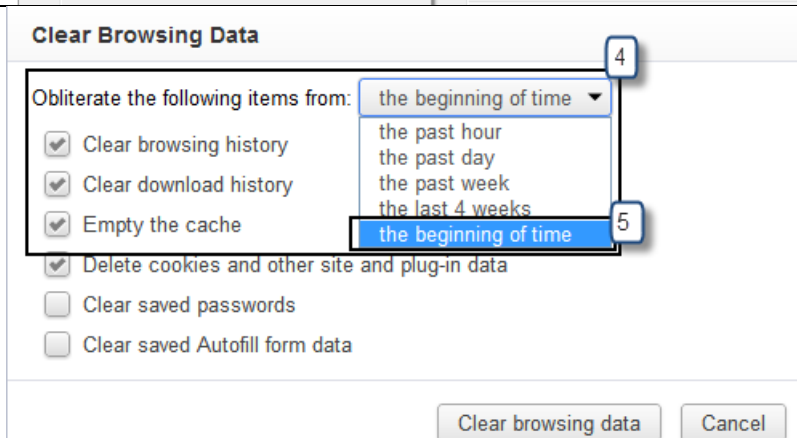 Clear Browsing Data
4
Obliterate the following items from: the beginning of time
the past hour
Clear browsing history
the past day
Clear download history
the past week
the last 4 weeks
Empty the cache
the beginning of time
5
Delete cookies and other site and plug-in data
Clear saved passwords
Clear saved Autofill form data
Clear browsing data Cancel